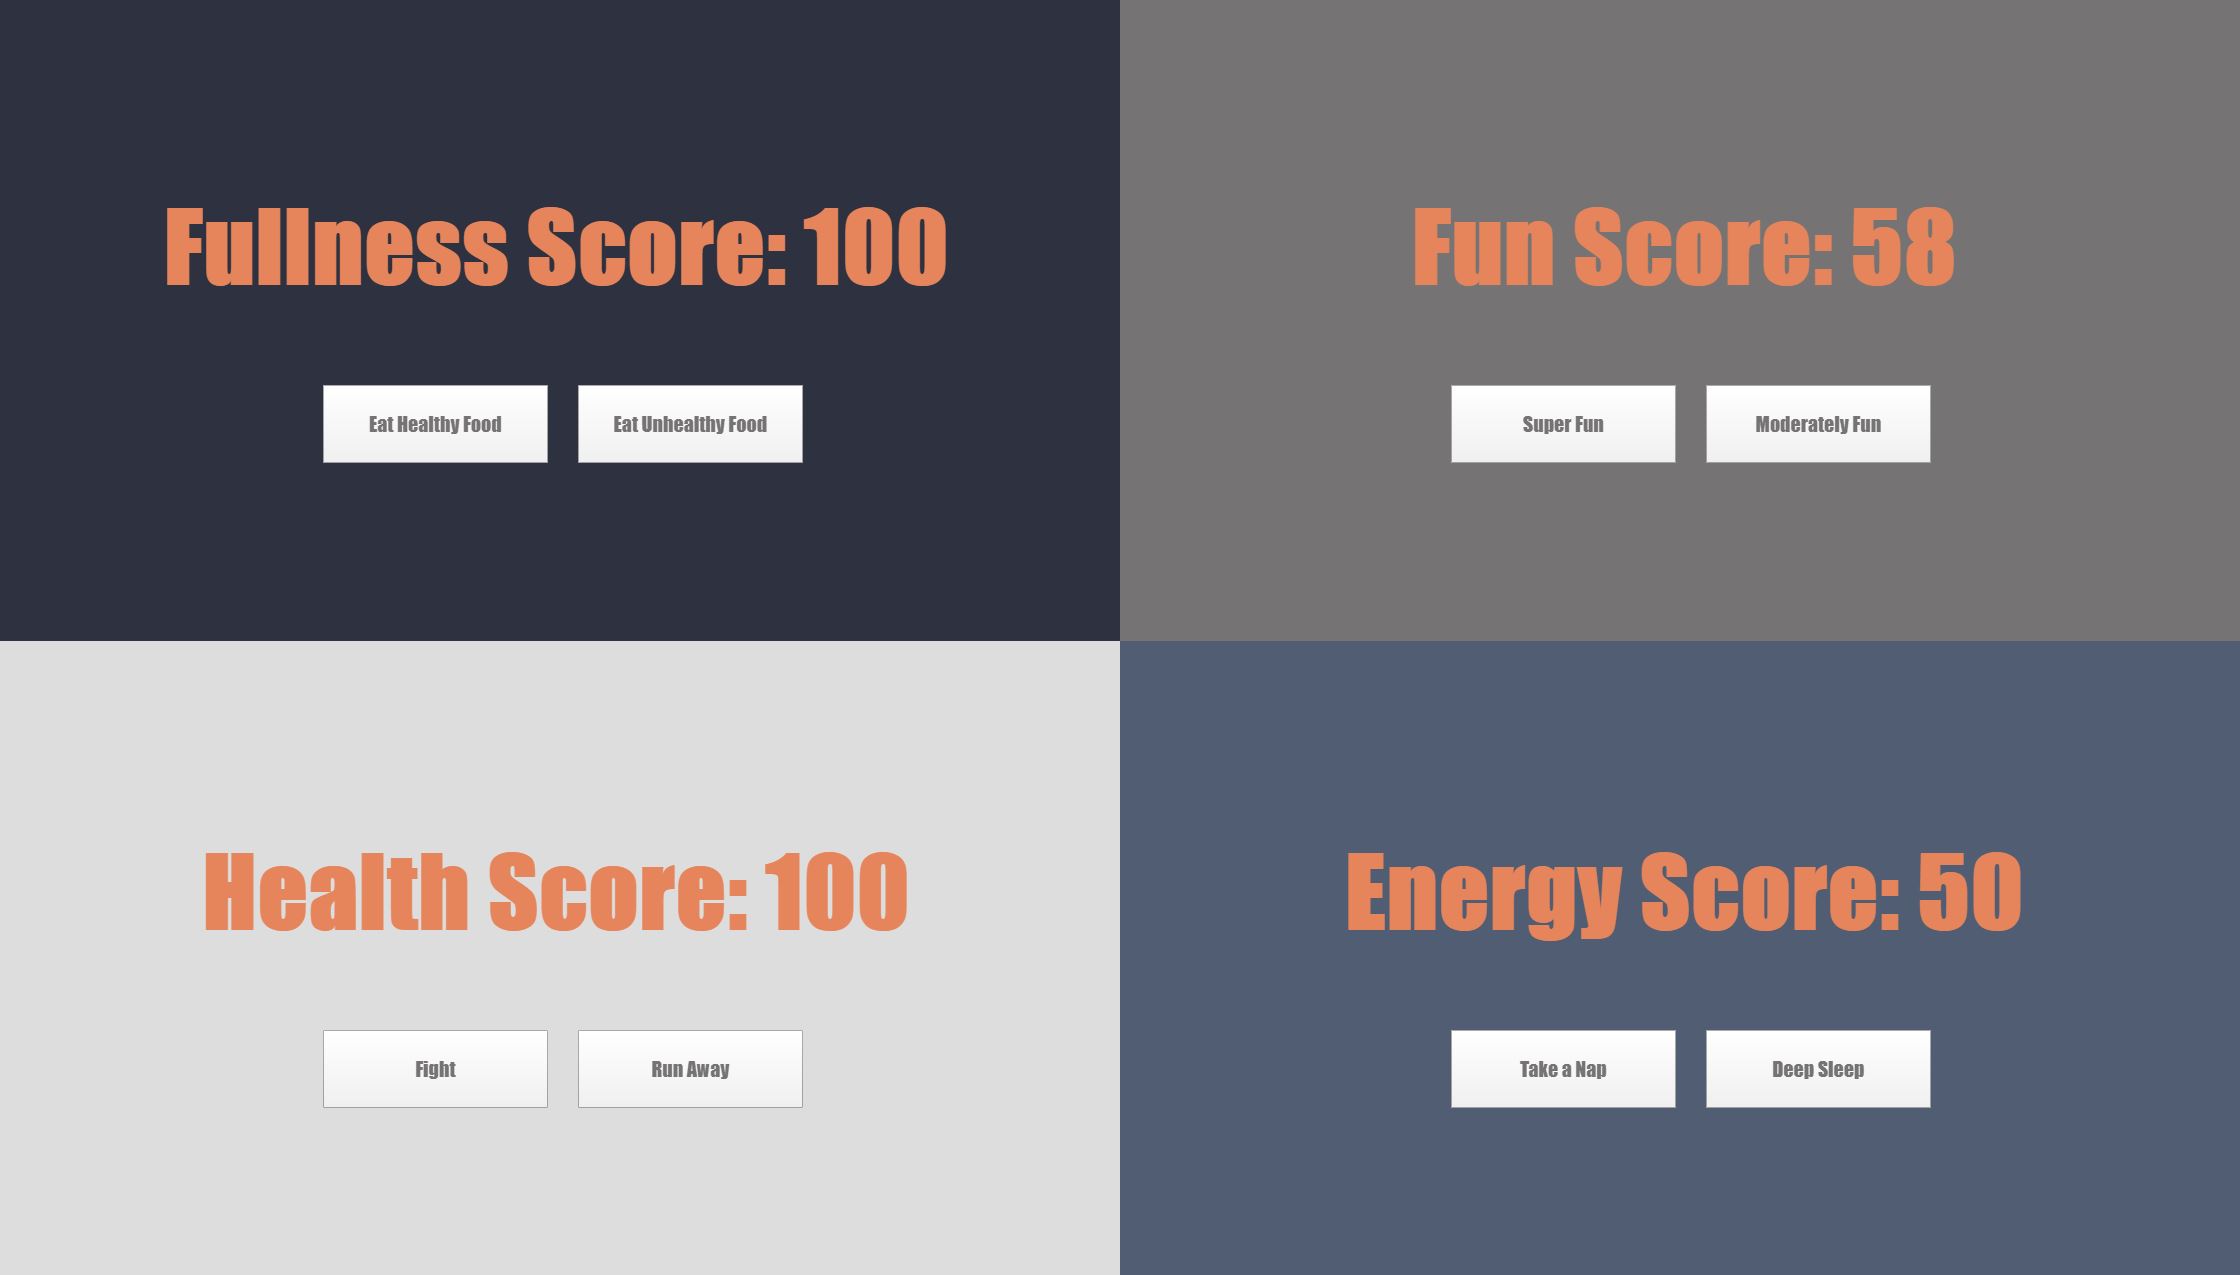 Fullness Score: 100
Eat Healthy Food
Eat Unhealthy Food
Fun Score: 58
Super Fun
Moderately Fun
Health Score: 100
Fight
Run Away
Energy Score: 50
Take a Nap
Deep Sleep